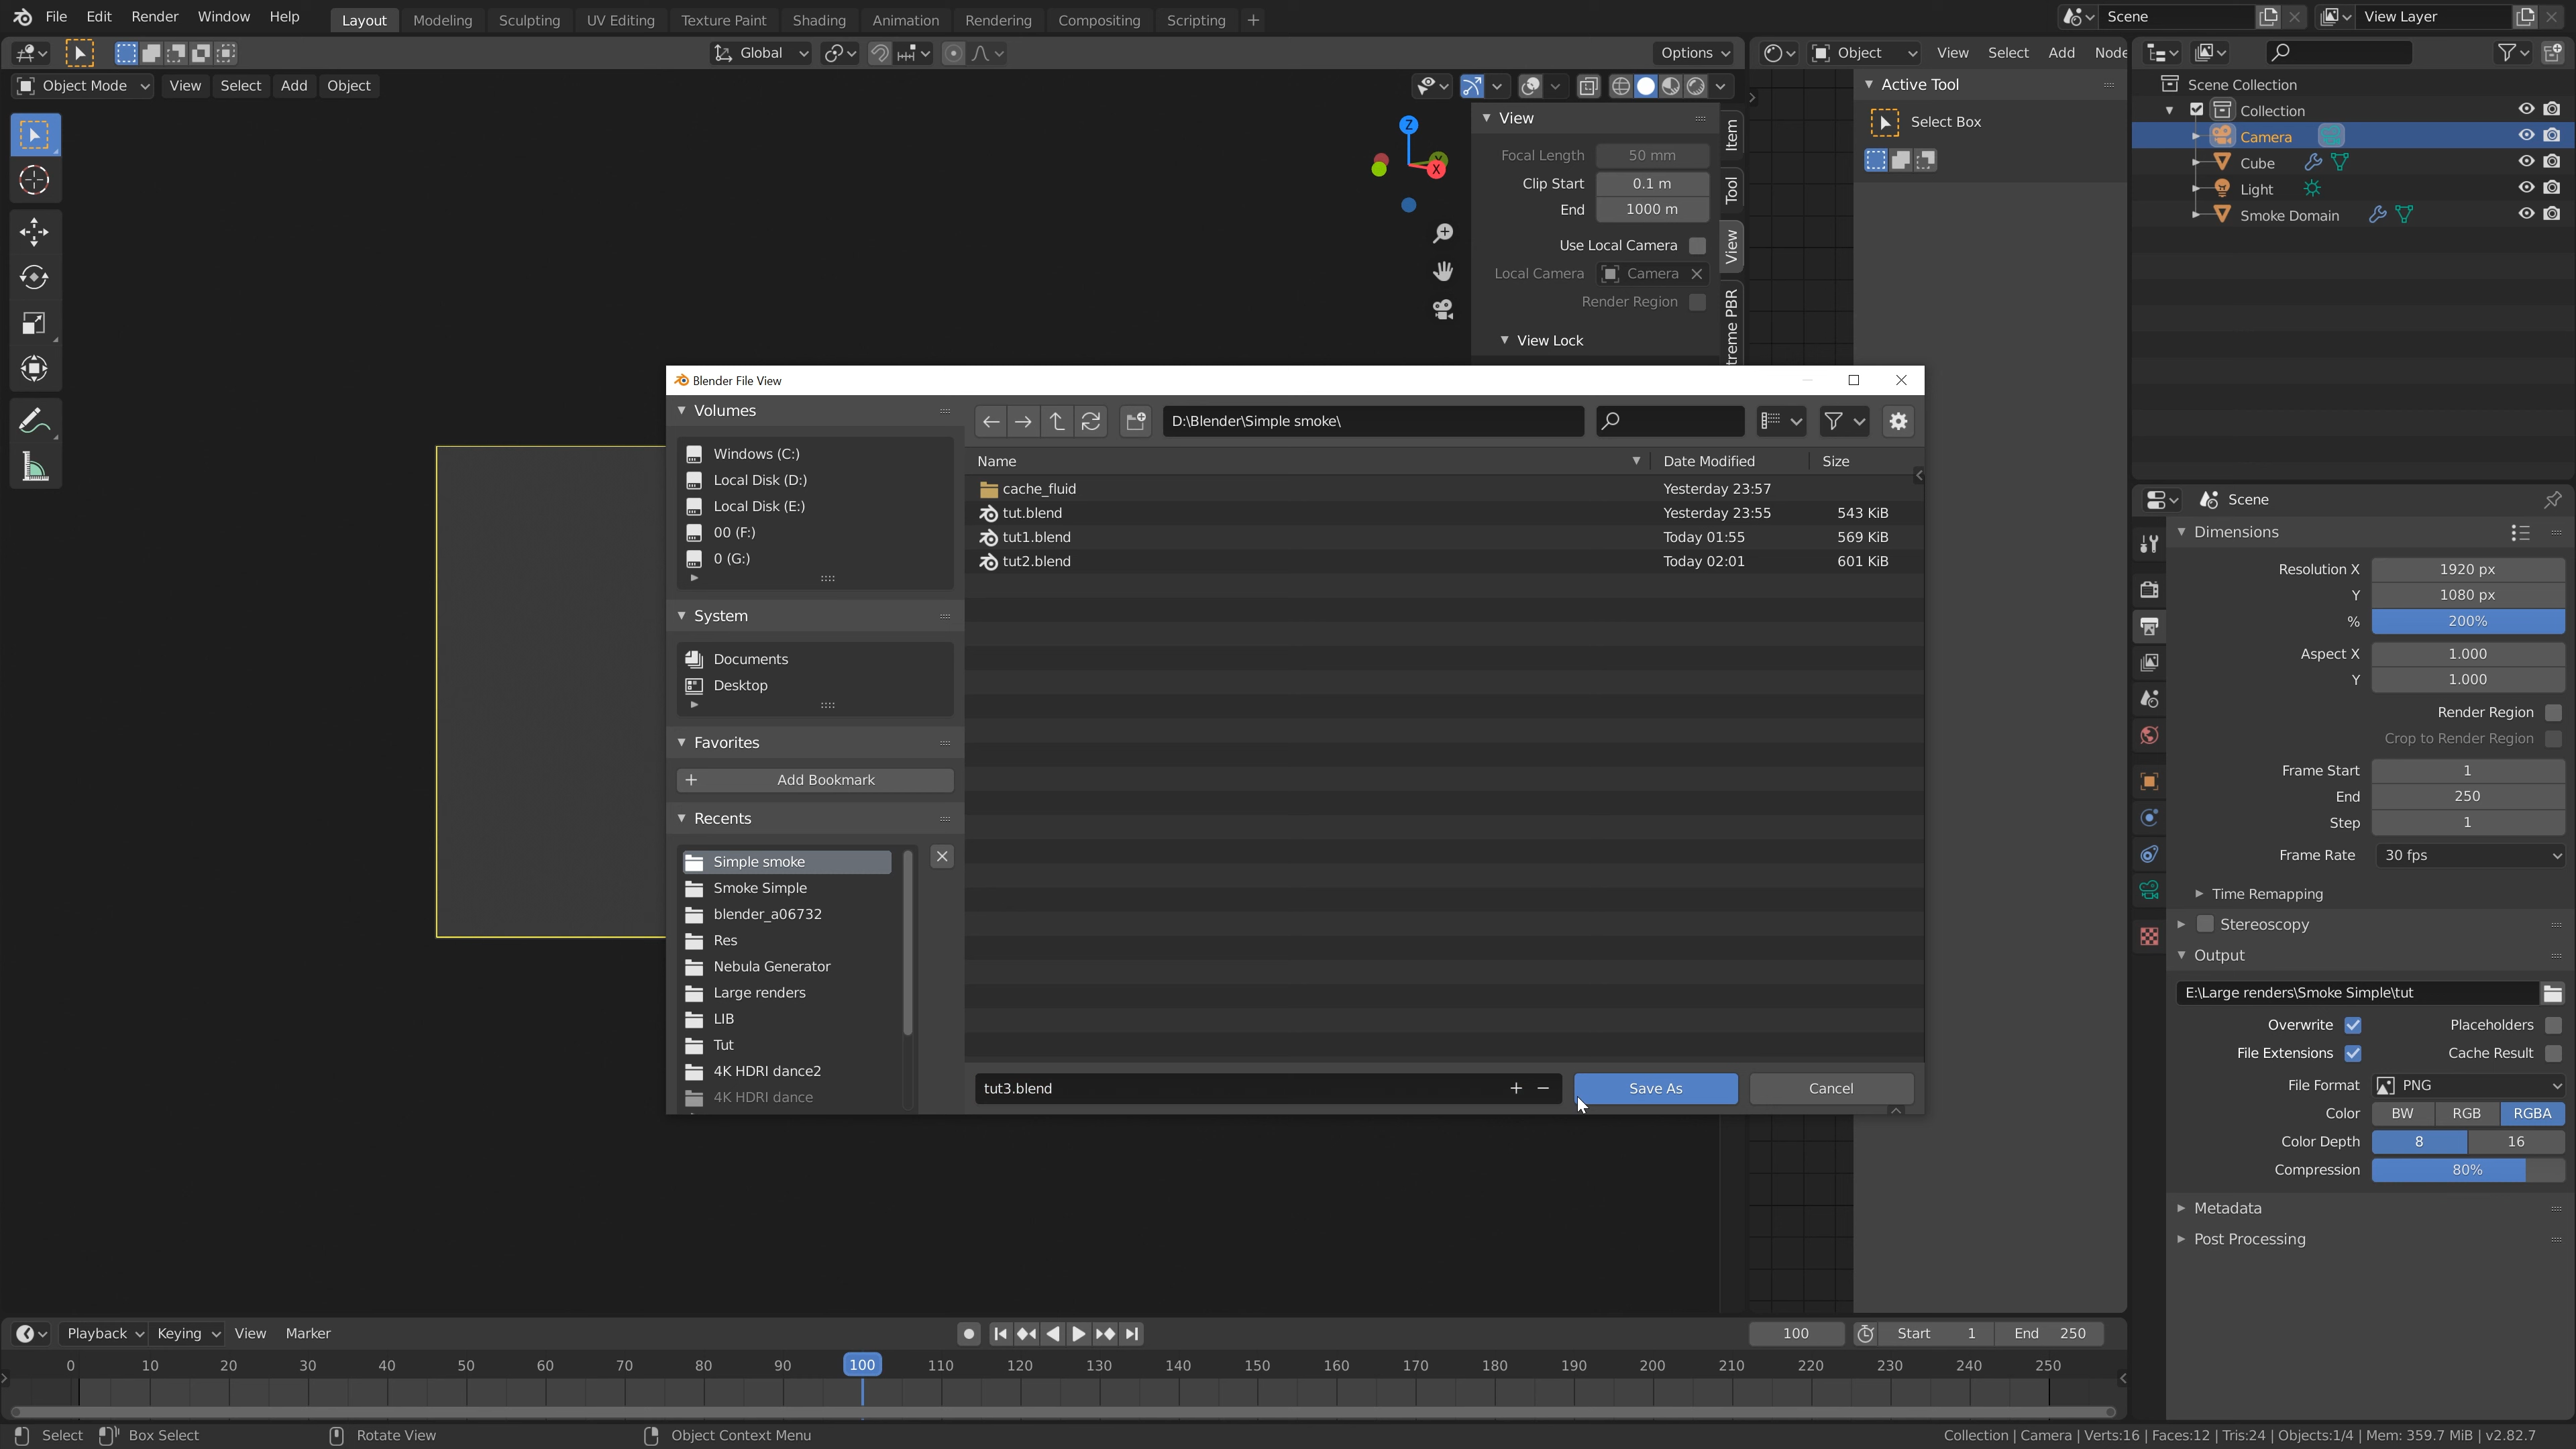 File Edit Render Window Help Layout Modeling Sculpting UV Editing Texture Paint Shading Animation Rendering Compositing Scripting + Scene View Layer
Global Options Object View Select Add Node
Object Mode View Select Add Object
Active Tool
Select Box
Scene Collection
Collection
Camera
Cube
Light
Smoke Domain
Z
X
View
Focal Length 50 mm
Clip Start 0.1 m
End 1000 m
Use Local Camera
Local Camera Camera
Render Region
View Lock
Item
Tool
View
treme PBR
Blender File View
Volumes
Windows (C:)
Local Disk (D:)
Local Disk (E:)
00 (F:)
0 (G:)
System
Documents
Desktop
Favorites
Add Bookmark
Recents
Simple smoke
Smoke Simple
blender_a06732
Res
Nebula Generator
Large renders
LIB
Tut
4K HDRI dance2
4K HDRI dance
D:\Blender\Simple smoke\
Name Date Modified Size
cache_fluid Yesterday 23:57
tut.blend Yesterday 23:55 543 KiB
tut1.blend Today 01:55 569 KiB
tut2.blend Today 02:01 601 KiB
tut3.blend + − Save As Cancel
Scene
Dimensions
Resolution X 1920 px
Y 1080 px
% 200%
Aspect X 1.000
Y 1.000
Render Region
Crop to Render Region
Frame Start 1
End 250
Step 1
Frame Rate 30 fps
Time Remapping
Stereoscopy
Output
E:\Large renders\Smoke Simple\tut
Overwrite Placeholders
File Extensions Cache Result
File Format PNG
Color BW RGB RGBA
Color Depth 8 16
Compression 80%
Metadata
Post Processing
Playback Keying View Marker 100 Start 1 End 250
0 10 20 30 40 50 60 70 80 90 100 110 120 130 140 150 160 170 180 190 200 210 220 230 240 250
Select Box Select Rotate View Object Context Menu Collection | Camera | Verts:16 | Faces:12 | Tris:24 | Objects:1/4 | Mem: 359.7 MiB | v2.82.7